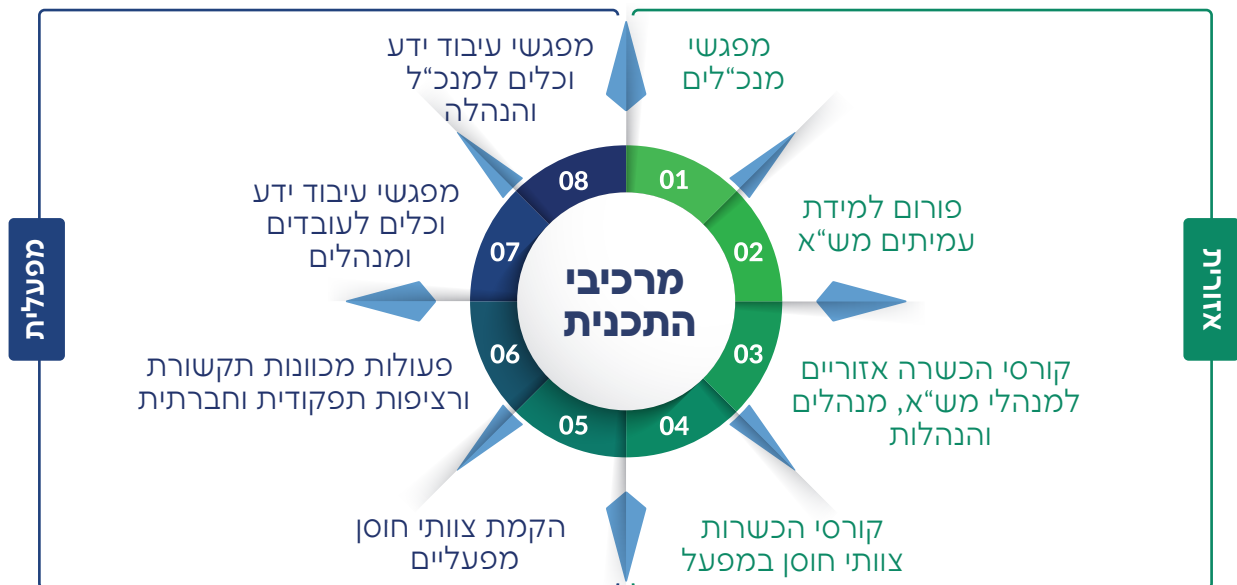 מרכיבי
התכנית
אזורית
01
מפגשי
מנכ“לים
02
פורום למידת
עמיתים מש“א
03
קורסי הכשרה אזוריים
למנהלי מש“א, מנהלים
והנהלות
04
קורסי הכשרות
צוותי חוסן במפעל
מפעלית
05
הקמת צוותי חוסן
מפעליים
06
פעולות מכוונות תקשורת
ורציפות תפקודית וחברתית
07
מפגשי עיבוד ידע
וכלים לעובדים
ומנהלים
08
מפגשי עיבוד ידע
וכלים למנכ“ל
והנהלה